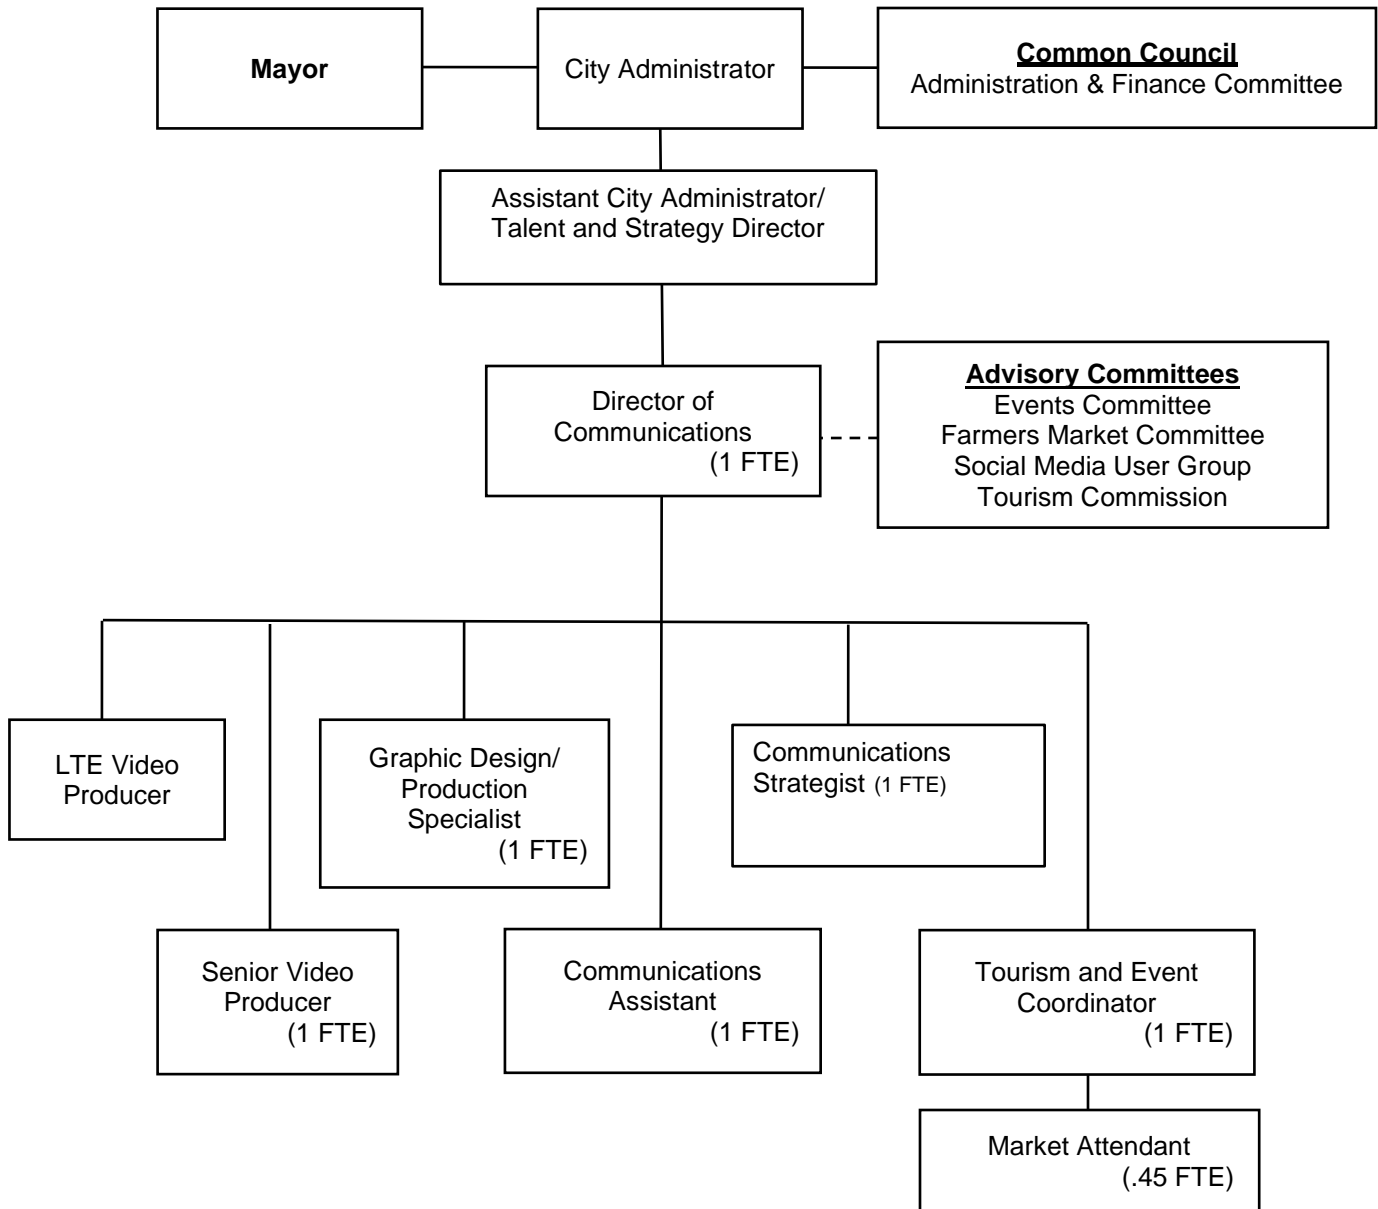 Mayor
City Administrator
Common Council
Administration & Finance Committee
Assistant City Administrator/
Talent and Strategy Director
Director of
Communications
(1 FTE)
Advisory Committees
Events Committee
Farmers Market Committee
Social Media User Group
Tourism Commission
LTE Video
Producer
Graphic Design/
Production
Specialist
(1 FTE)
Communications
Strategist (1 FTE)
Senior Video
Producer
(1 FTE)
Communications
Assistant
(1 FTE)
Tourism and Event
Coordinator
(1 FTE)
Market Attendant
(.45 FTE)